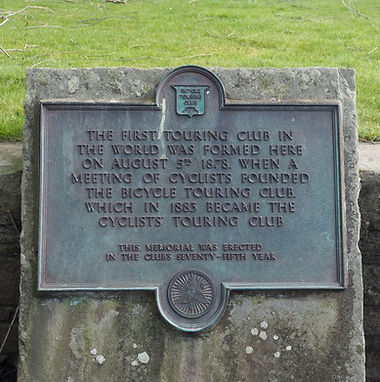 BICYCLE
TOURING
CLUB
THE FIRST TOURING CLUB IN
THE WORLD WAS FORMED HERE
ON AUGUST 5TH 1878. WHEN A
MEETING OF CYCLISTS FOUNDED
THE BICYCLE TOURING CLUB
WHICH IN 1883 BECAME THE
CYCLISTS' TOURING CLUB
THIS MEMORIAL WAS ERECTED
IN THE CLUB'S SEVENTY-FIFTH YEAR